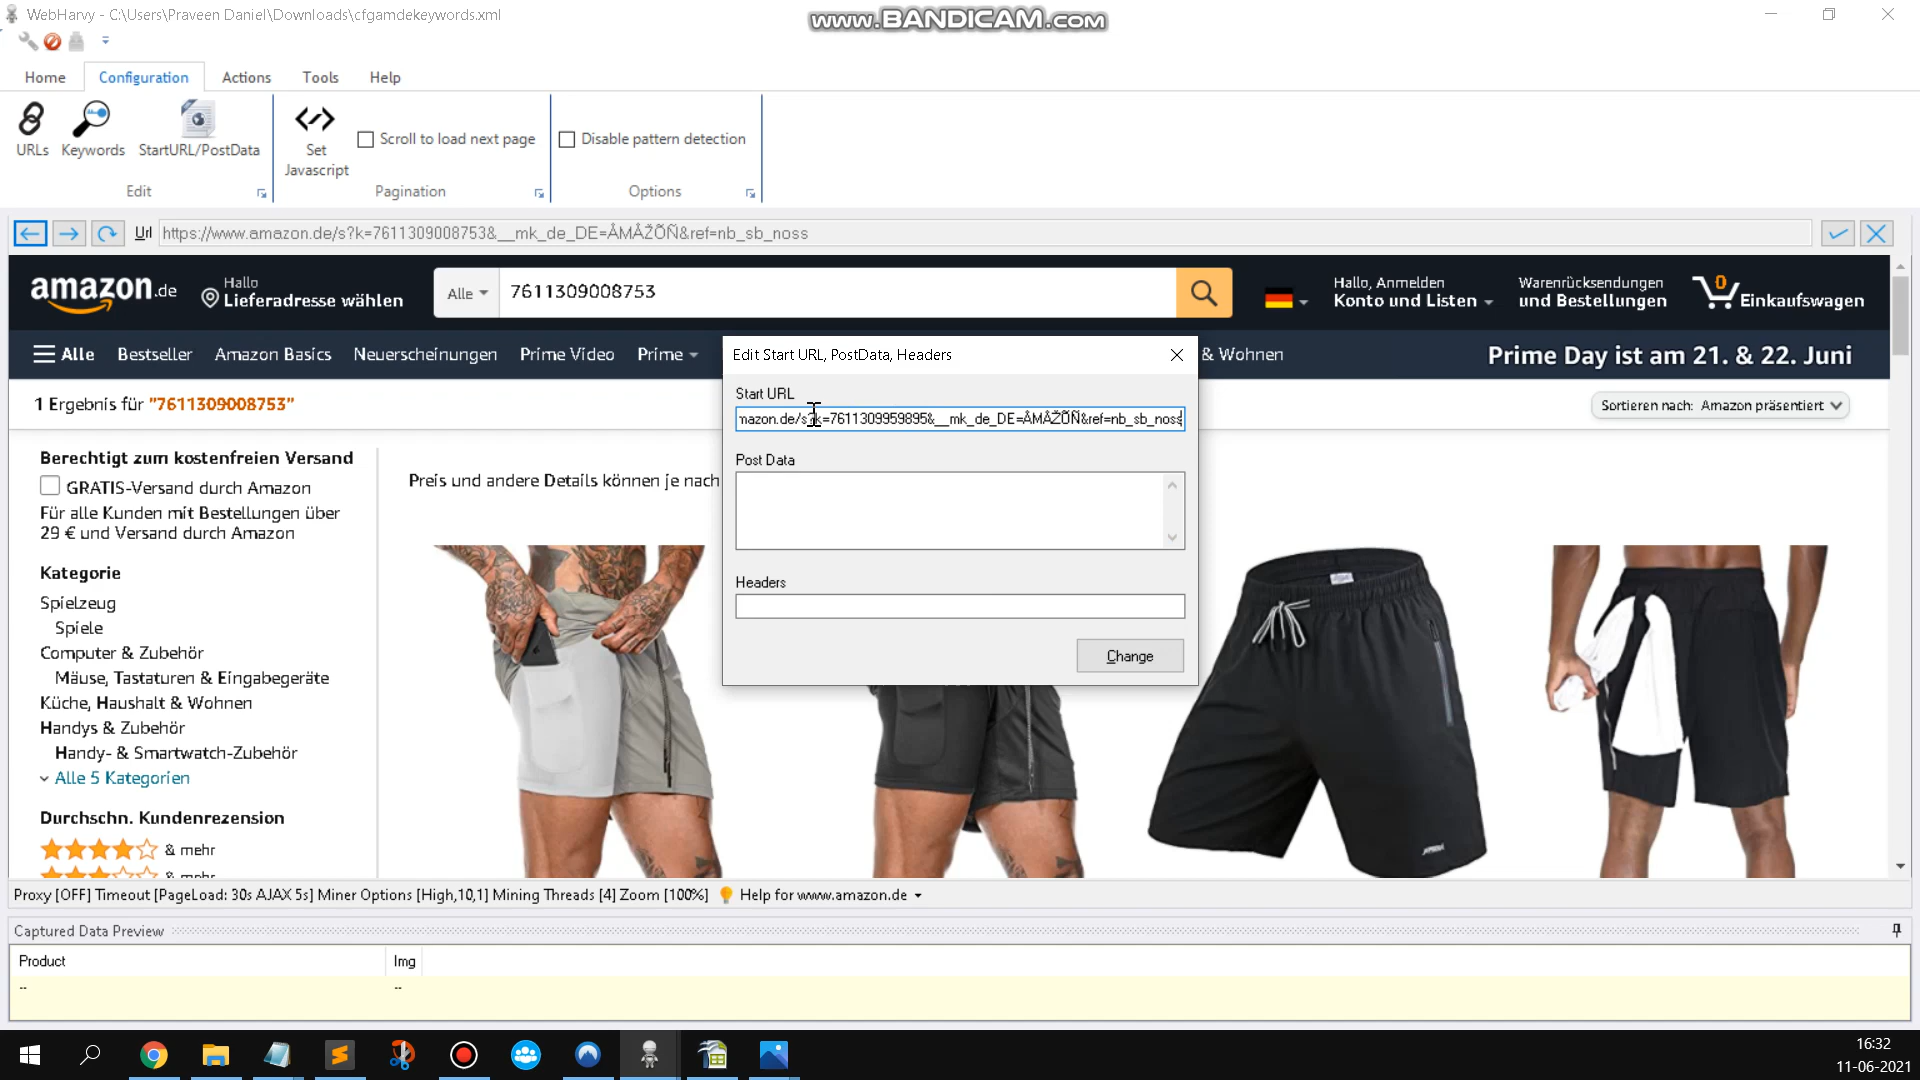 WebHarvy - C:\Users\Praveen Daniel\Downloads\cfgamdekeywords.xml
www.BANDICAM.com
Home Configuration Actions Tools Help
URLs Keywords StartURL/PostData
Set Javascript
Scroll to load next page
Disable pattern detection
Edit Pagination Options
Url https://www.amazon.de/s?k=7611309008753&__mk_de_DE=ÅMÅŽÕÑ&ref=nb_sb_noss
amazon.de
Hallo
Lieferadresse wählen
Alle 7611309008753
Hallo, Anmelden
Konto und Listen
Warenrücksendungen
und Bestellungen
0 Einkaufswagen
Alle Bestseller Amazon Basics Neuerscheinungen Prime Video Prime & Wohnen Prime Day ist am 21. & 22. Juni
1 Ergebnis für "7611309008753"
Sortieren nach: Amazon präsentiert
Berechtigt zum kostenfreien Versand
GRATIS-Versand durch Amazon
Für alle Kunden mit Bestellungen über
29 € und Versand durch Amazon
Kategorie
Spielzeug
Spiele
Computer & Zubehör
Mäuse, Tastaturen & Eingabegeräte
Küche, Haushalt & Wohnen
Handys & Zubehör
Handy- & Smartwatch-Zubehör
Alle 5 Kategorien
Durchschn. Kundenrezension
& mehr
& mehr
Preis und andere Details können je nach
Edit Start URL, PostData, Headers
Start URL
mazon.de/s?k=7611309959895&__mk_de_DE=ÅMÅŽÕÑ&ref=nb_sb_noss
Post Data
Headers
Change
Proxy [OFF] Timeout [PageLoad: 30s AJAX 5s] Miner Options [High,10,1] Mining Threads [4] Zoom [100%] Help for www.amazon.de
Captured Data Preview
Product Img
-- --
16:32
11-06-2021